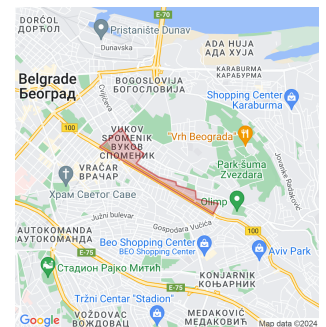 DORĆOL
ДОРЋОЛ
E-70
Pristanište Dunav
Dunavska
ADA HUJA
АДА ХУЈА
KARABURMA
КАРАБУРМА
Belgrade
Београд
Cvijićeva
BOGOSLOVIJA
БОГОСЛОВИЈА
Shopping Center
Karaburma
100
VUKOV
SPOMENIK
ВУКОВ
СПОМЕНИК
"Vrh Beograda"
Jovanke Radaković
VRAČAR
ВРАЧАР
Park-šuma
Zvezdara
Храм Светог Саве
Olimp
Južni bulevar
Gospodara Vučića
100
AUTOKOMANDA
АУТОКОМАНДА
Beo Shopping Center
BEO Shopping Center
Aviv Park
E-75
Стадион Рајко Митић
KONJARNIK
КОЊАРНИК
E-75
Tržni Centar "Stadion"
VOŽDOVAC
ВОЖДОВАЦ
MEDAKOVIĆ
МЕДАКОВИЋ
Google
Map data ©2024